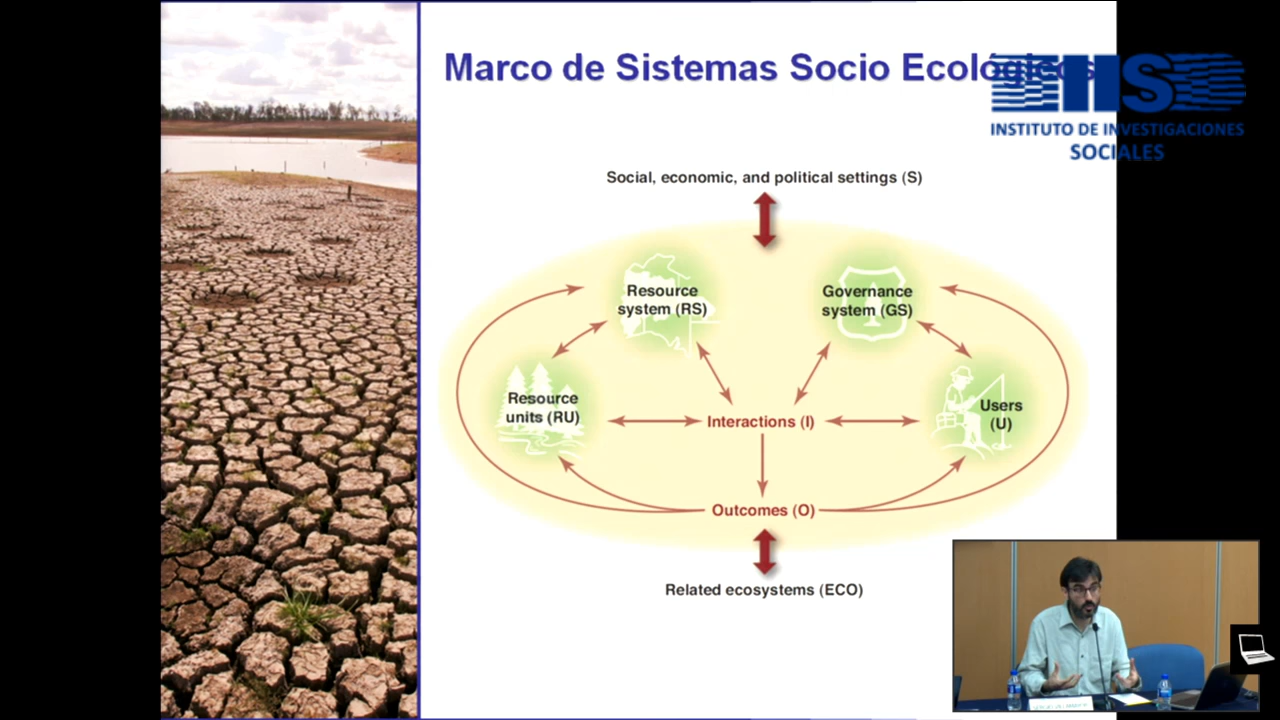 Marco de Sistemas Socio Ecológicos
IIS
INSTITUTO DE INVESTIGACIONES
SOCIALES
Social, economic, and political settings (S)
Resource
system (RS)
Governance
system (GS)
Resource
units (RU)
Interactions (I)
Users
(U)
Outcomes (O)
Related ecosystems (ECO)